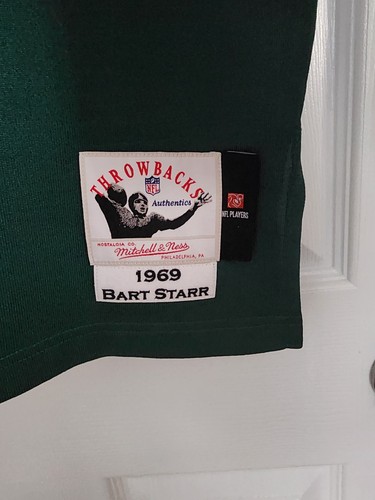 THROWBACKS
NFL
Authentics
NFL PLAYERS
NOSTALGIA CO.
Mitchell & Ness
PHILADELPHIA, PA
1969
BART STARR